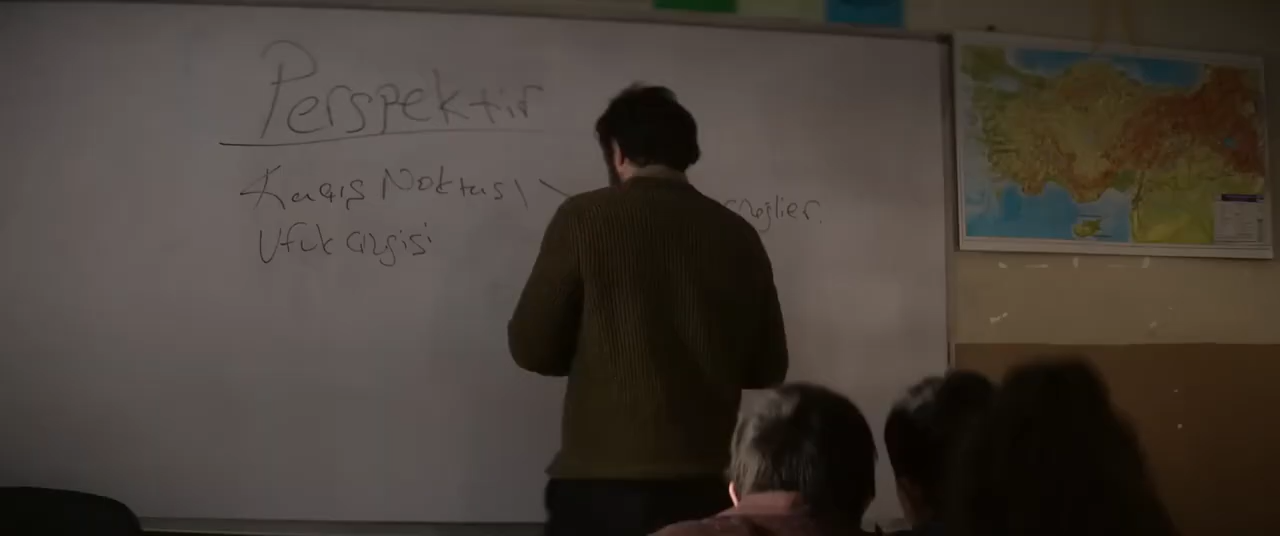 Perspektif
Kaçış Noktası
Ufuk çizgisi